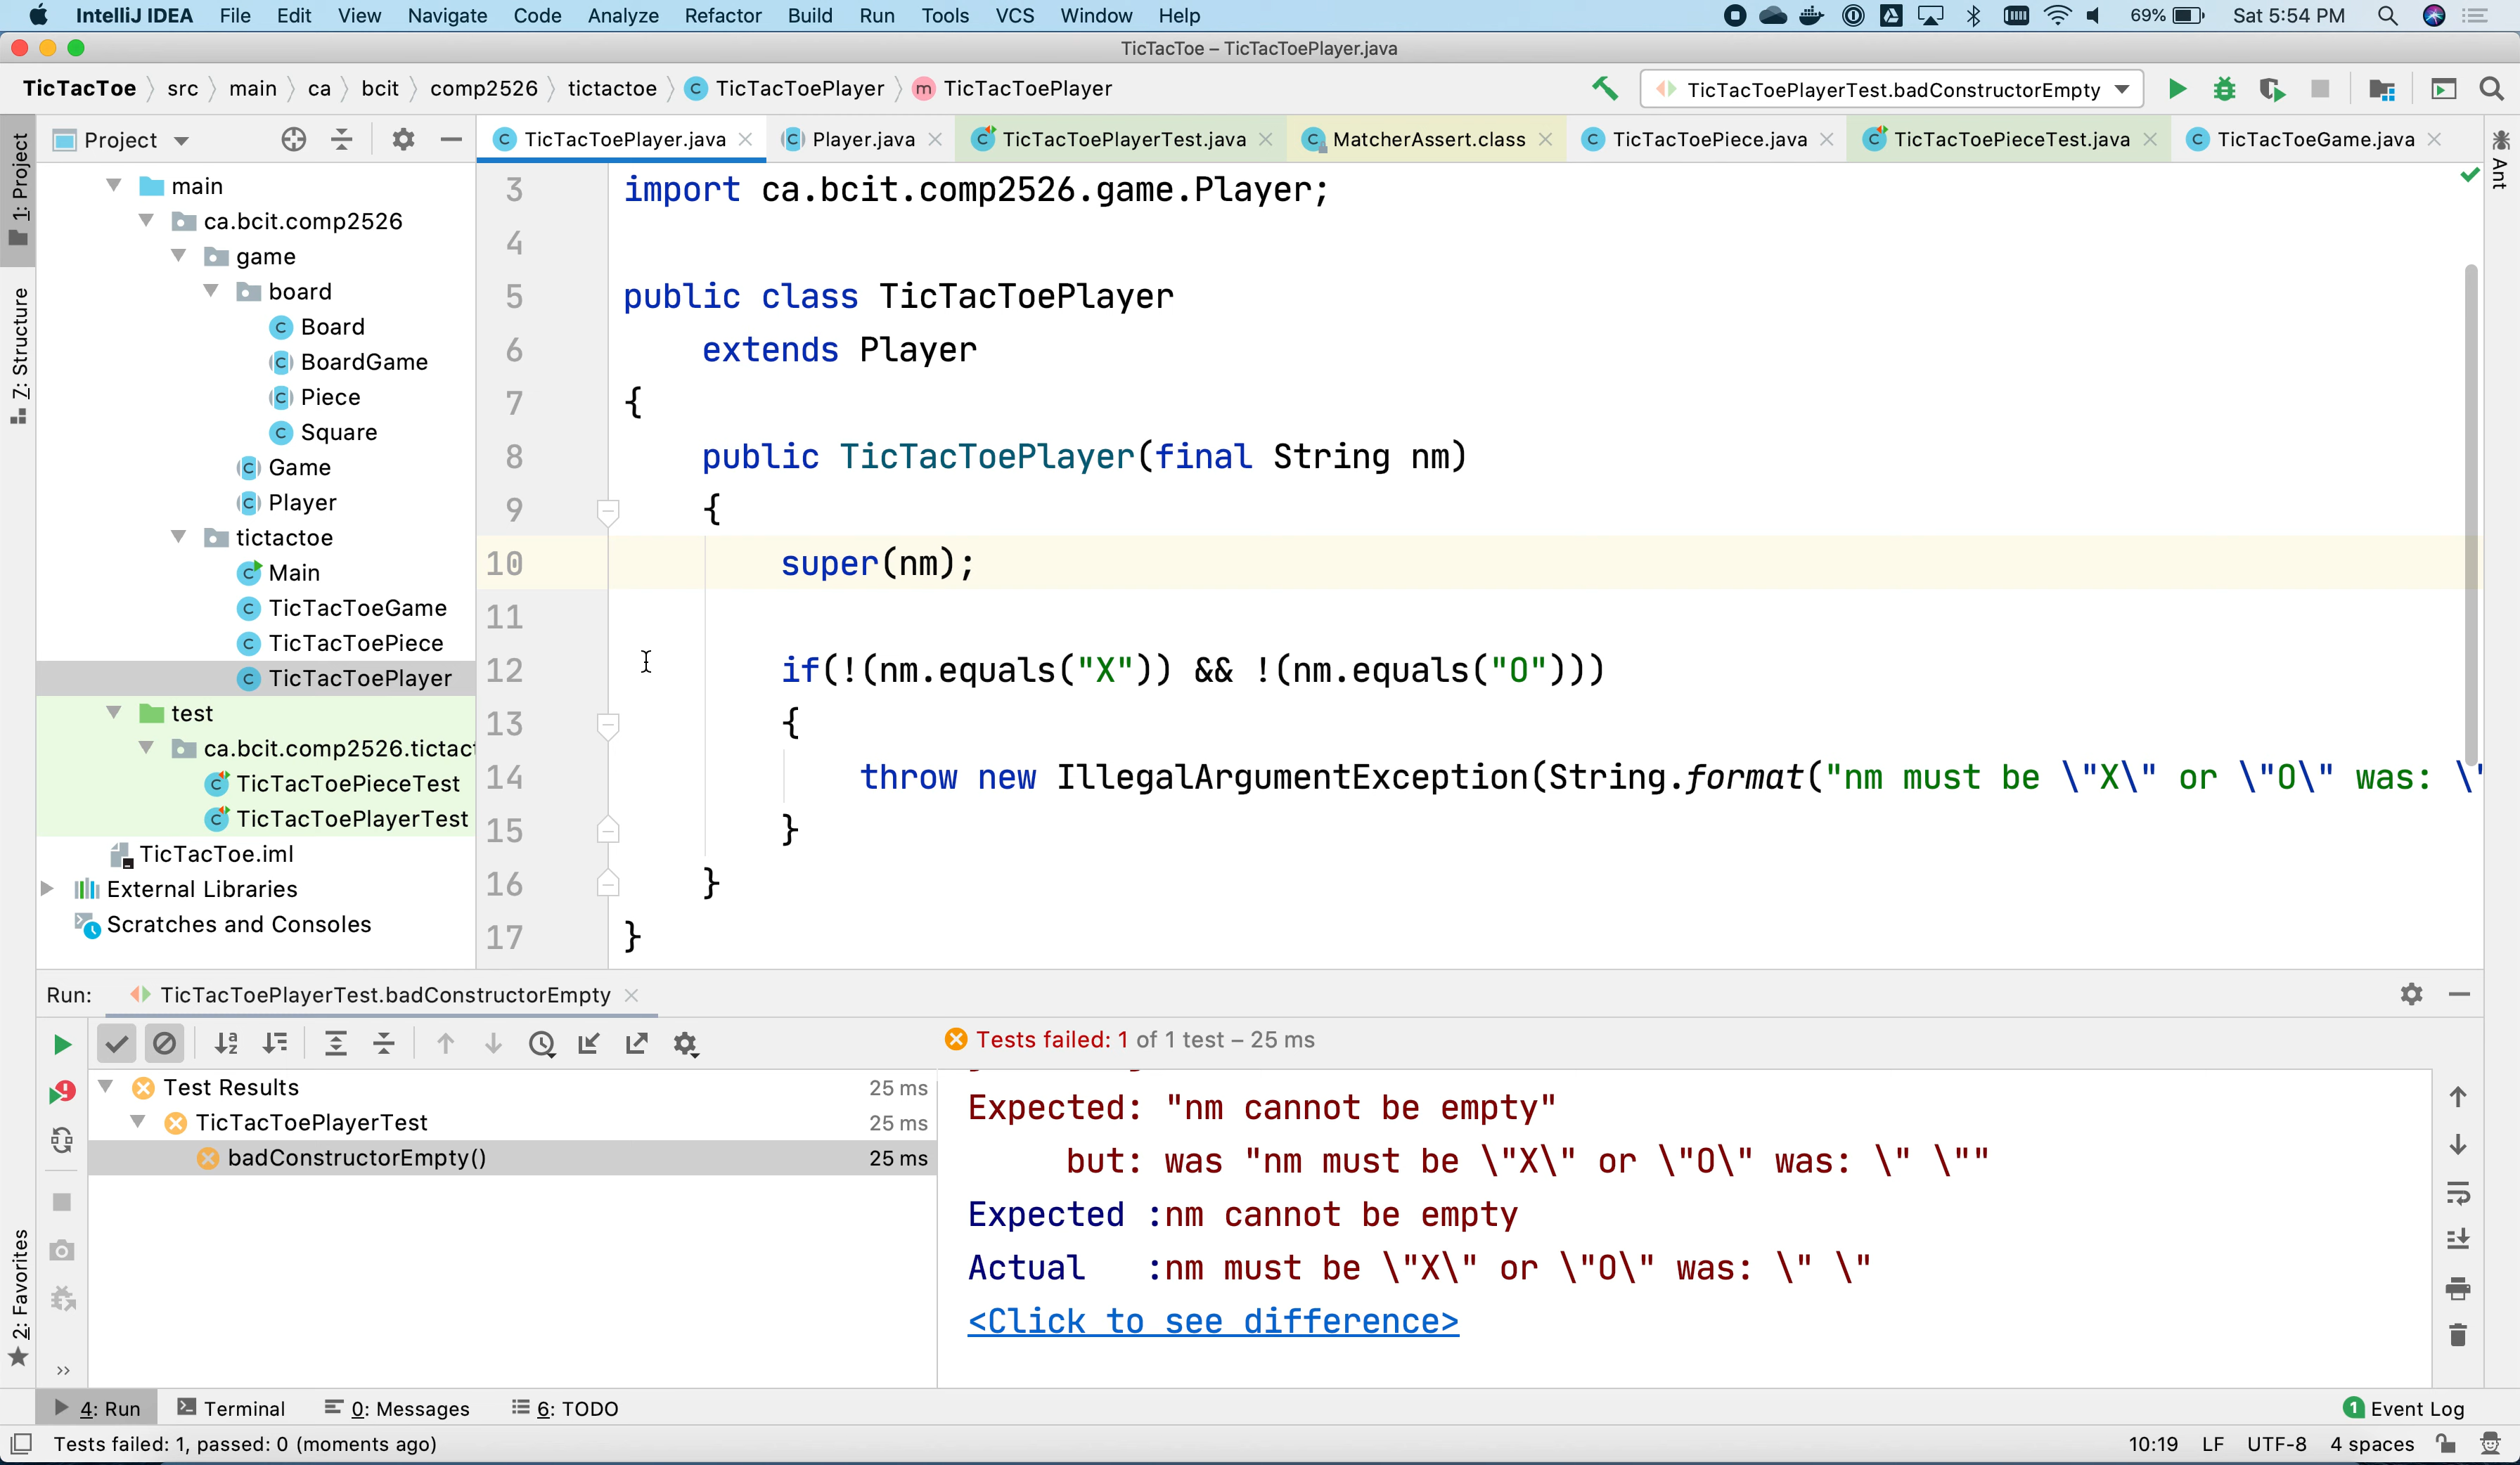 IntelliJ IDEA File Edit View Navigate Code Analyze Refactor Build Run Tools VCS Window Help 69% Sat 5:54 PM
TicTacToe – TicTacToePlayer.java
TicTacToe src main ca bcit comp2526 tictactoe C TicTacToePlayer m TicTacToePlayer TicTacToePlayerTest.badConstructorEmpty
Project
TicTacToePlayer.java Player.java TicTacToePlayerTest.java MatcherAssert.class TicTacToePiece.java TicTacToePieceTest.java TicTacToeGame.java
1: Project
7: Structure
2: Favorites
Ant
main
ca.bcit.comp2526
game
board
Board
BoardGame
Piece
Square
Game
Player
tictactoe
Main
TicTacToeGame
TicTacToePiece
TicTacToePlayer
test
ca.bcit.comp2526.tictac
TicTacToePieceTest
TicTacToePlayerTest
TicTacToe.iml
External Libraries
Scratches and Consoles
3 import ca.bcit.comp2526.game.Player;
4
5 public class TicTacToePlayer
6 extends Player
7 {
8 public TicTacToePlayer(final String nm)
9 {
10 super(nm);
11
12 if(!(nm.equals("X")) && !(nm.equals("O")))
13 {
14 throw new IllegalArgumentException(String.format("nm must be \"X\" or \"O\" was: \"
15 }
16 }
17 }
Run: TicTacToePlayerTest.badConstructorEmpty
Tests failed: 1 of 1 test – 25 ms
Test Results 25 ms
TicTacToePlayerTest 25 ms
badConstructorEmpty() 25 ms
Expected: "nm cannot be empty"
but: was "nm must be \"X\" or \"O\" was: \" \""
Expected :nm cannot be empty
Actual :nm must be \"X\" or \"O\" was: \" \"
<Click to see difference>
4: Run Terminal 0: Messages 6: TODO 1 Event Log
Tests failed: 1, passed: 0 (moments ago) 10:19 LF UTF-8 4 spaces